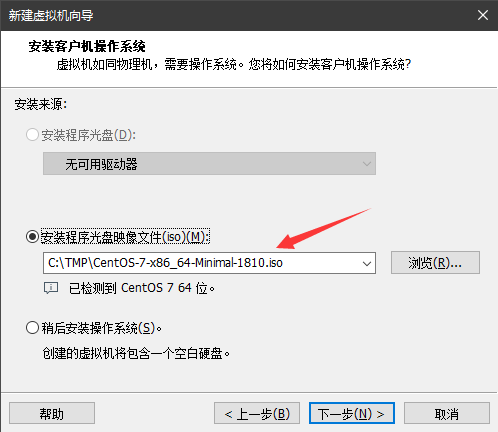 新建虚拟机向导
安装客户机操作系统
虚拟机如同物理机，需要操作系统。您将如何安装客户机操作系统?
安装来源:
安装程序光盘(D):
无可用驱动器
安装程序光盘映像文件(iso)(M):
C:\TMP\CentOS-7-x86_64-Minimal-1810.iso
浏览(R)...
已检测到 CentOS 7 64 位。
稍后安装操作系统(S)。
创建的虚拟机将包含一个空白硬盘。
帮助
< 上一步(B)
下一步(N) >
取消